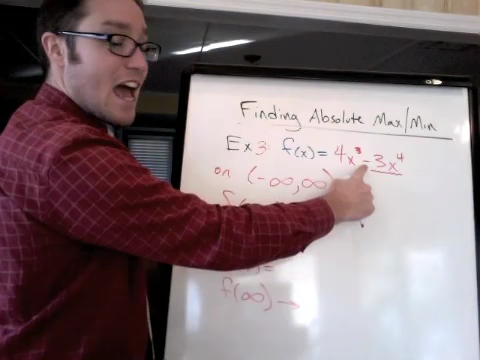 Finding Absolute Max/Min
Ex 3: f(x) = 4x³ - 3x⁴
on (-∞, ∞)
f(∞) →